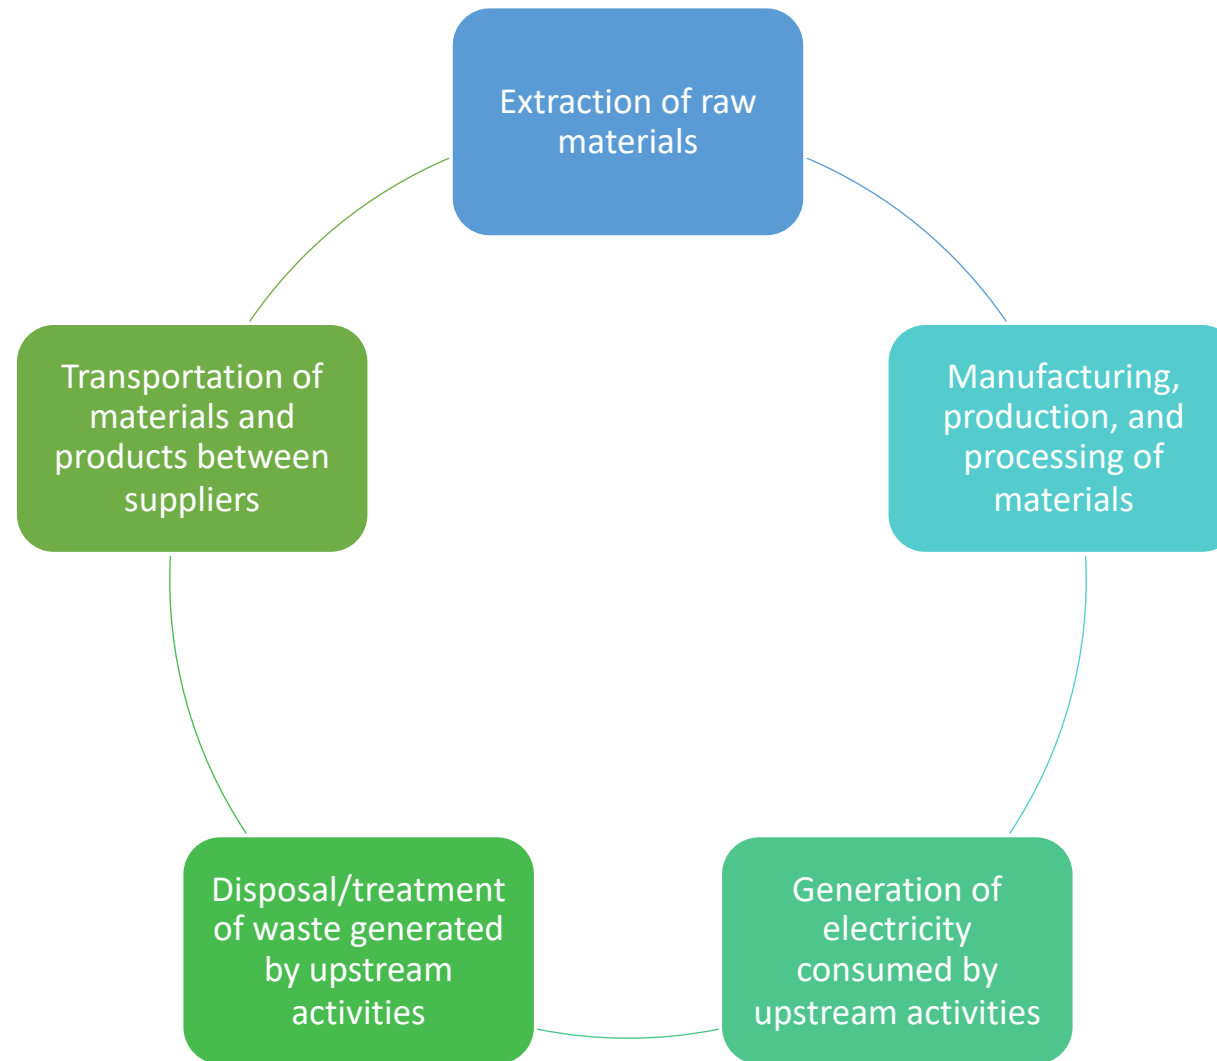 Extraction of raw
materials
Manufacturing,
production, and
processing of
materials
Generation of
electricity
consumed by
upstream activities
Disposal/treatment
of waste generated
by upstream
activities
Transportation of
materials and
products between
suppliers